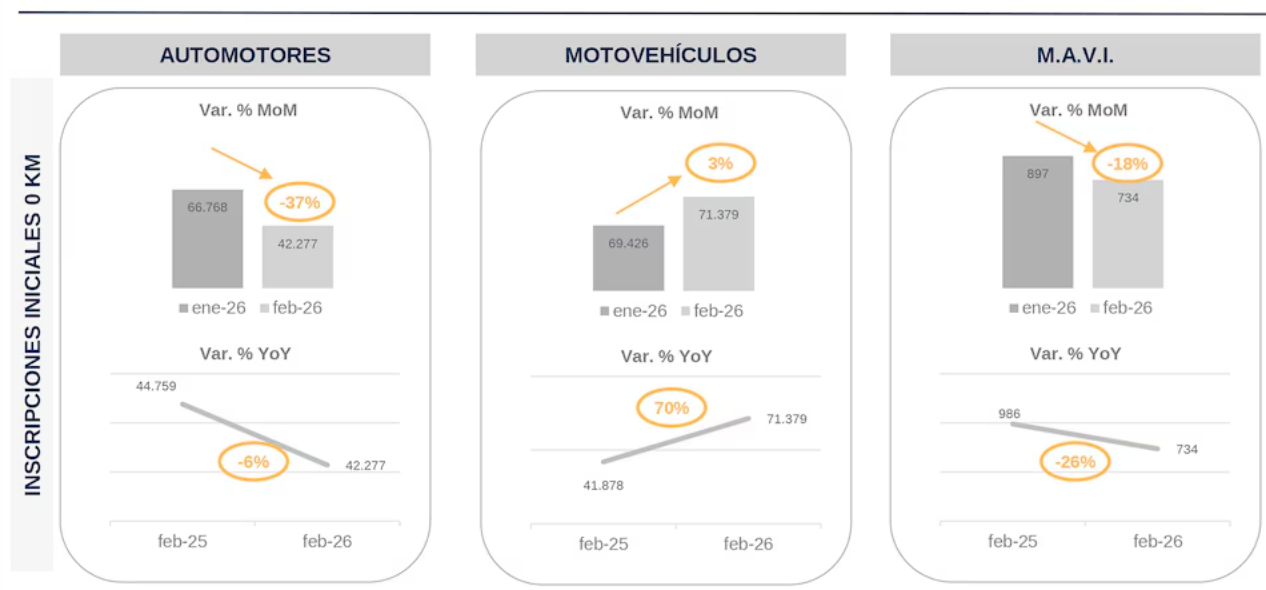 AUTOMOTORES
MOTOVEHÍCULOS
M.A.V.I.
INSCRIPCIONES INICIALES 0 KM
Var. % MoM
-37%
66.768
42.277
ene-26 feb-26
Var. % YoY
44.759
-6%
42.277
feb-25 feb-26
Var. % MoM
3%
69.426
71.379
ene-26 feb-26
Var. % YoY
70%
71.379
41.878
feb-25 feb-26
Var. % MoM
-18%
897
734
ene-26 feb-26
Var. % YoY
986
734
-26%
feb-25 feb-26